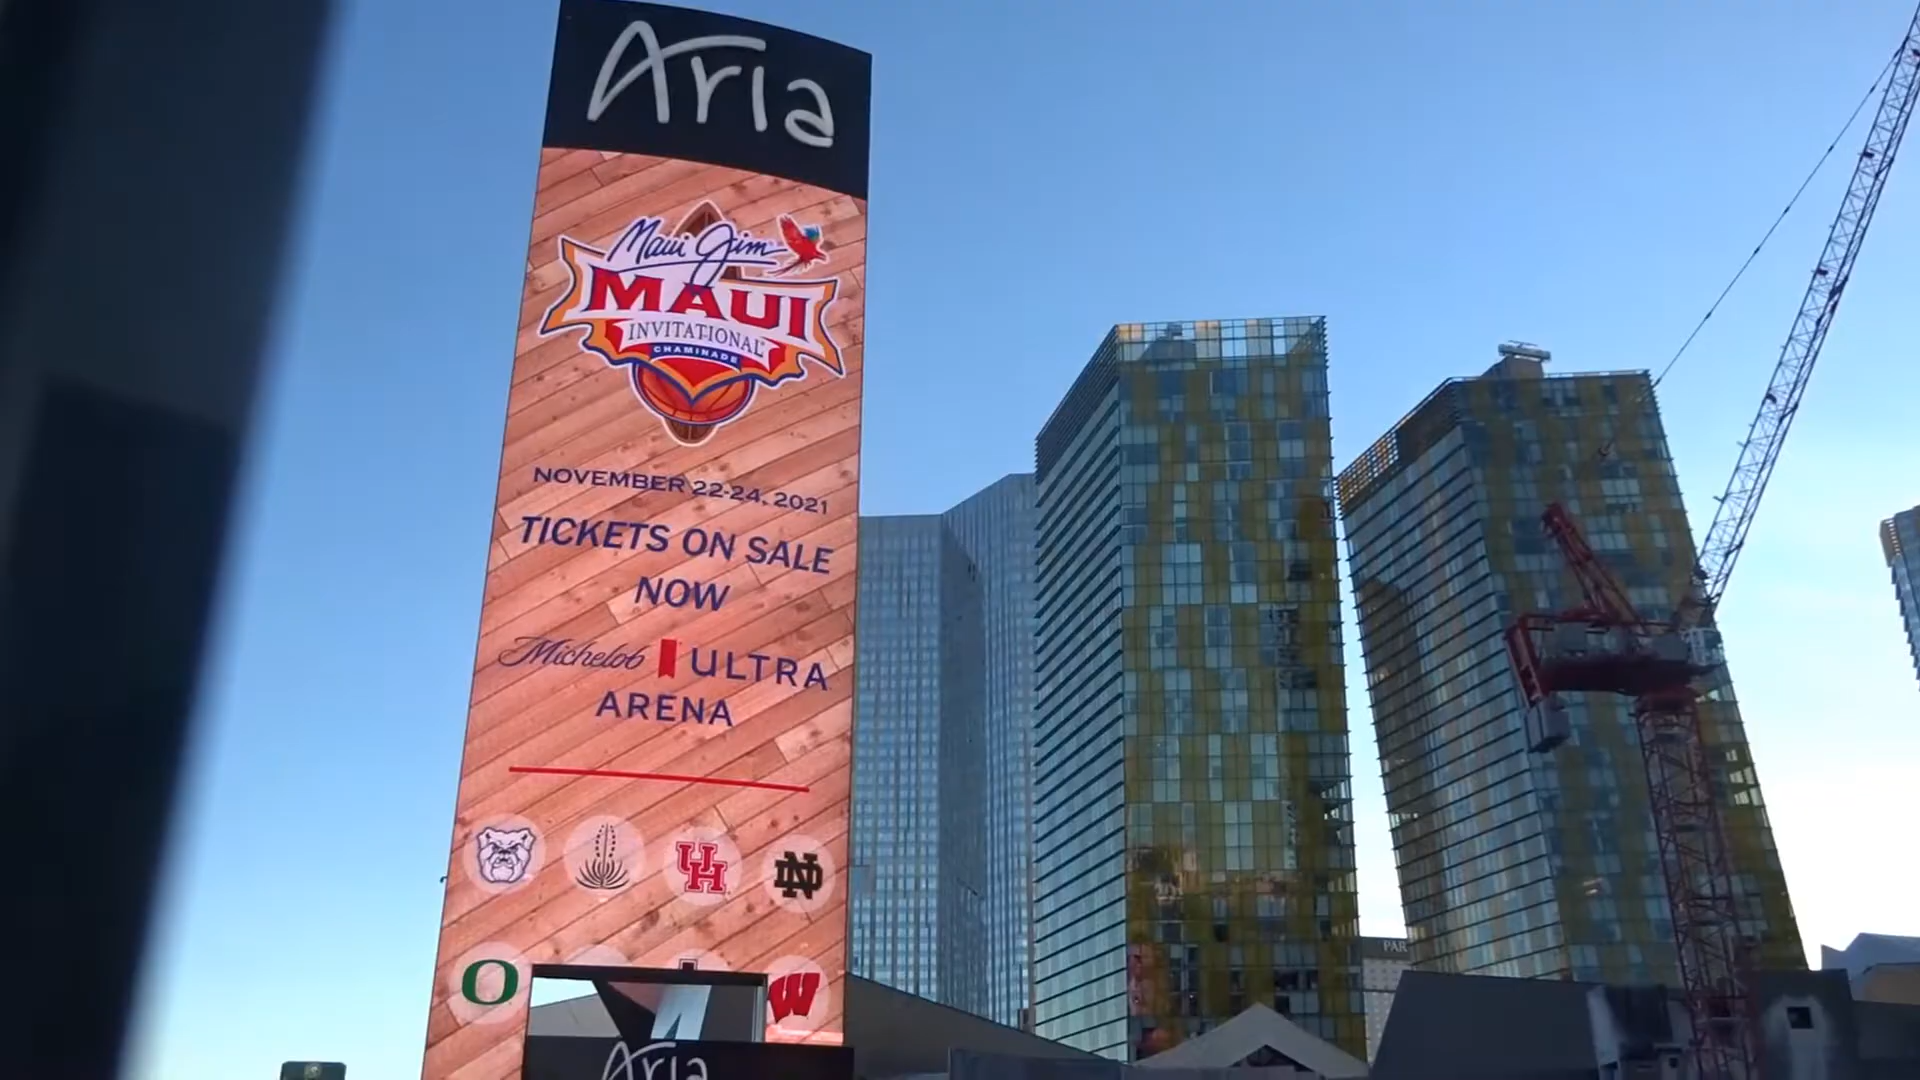 Aria
Maui Jim
MAUI
INVITATIONAL
CHAMINADE
NOVEMBER 22-24, 2021
TICKETS ON SALE
NOW
Michelob ULTRA
ARENA
UH
ND
O
W
PAR
Aria